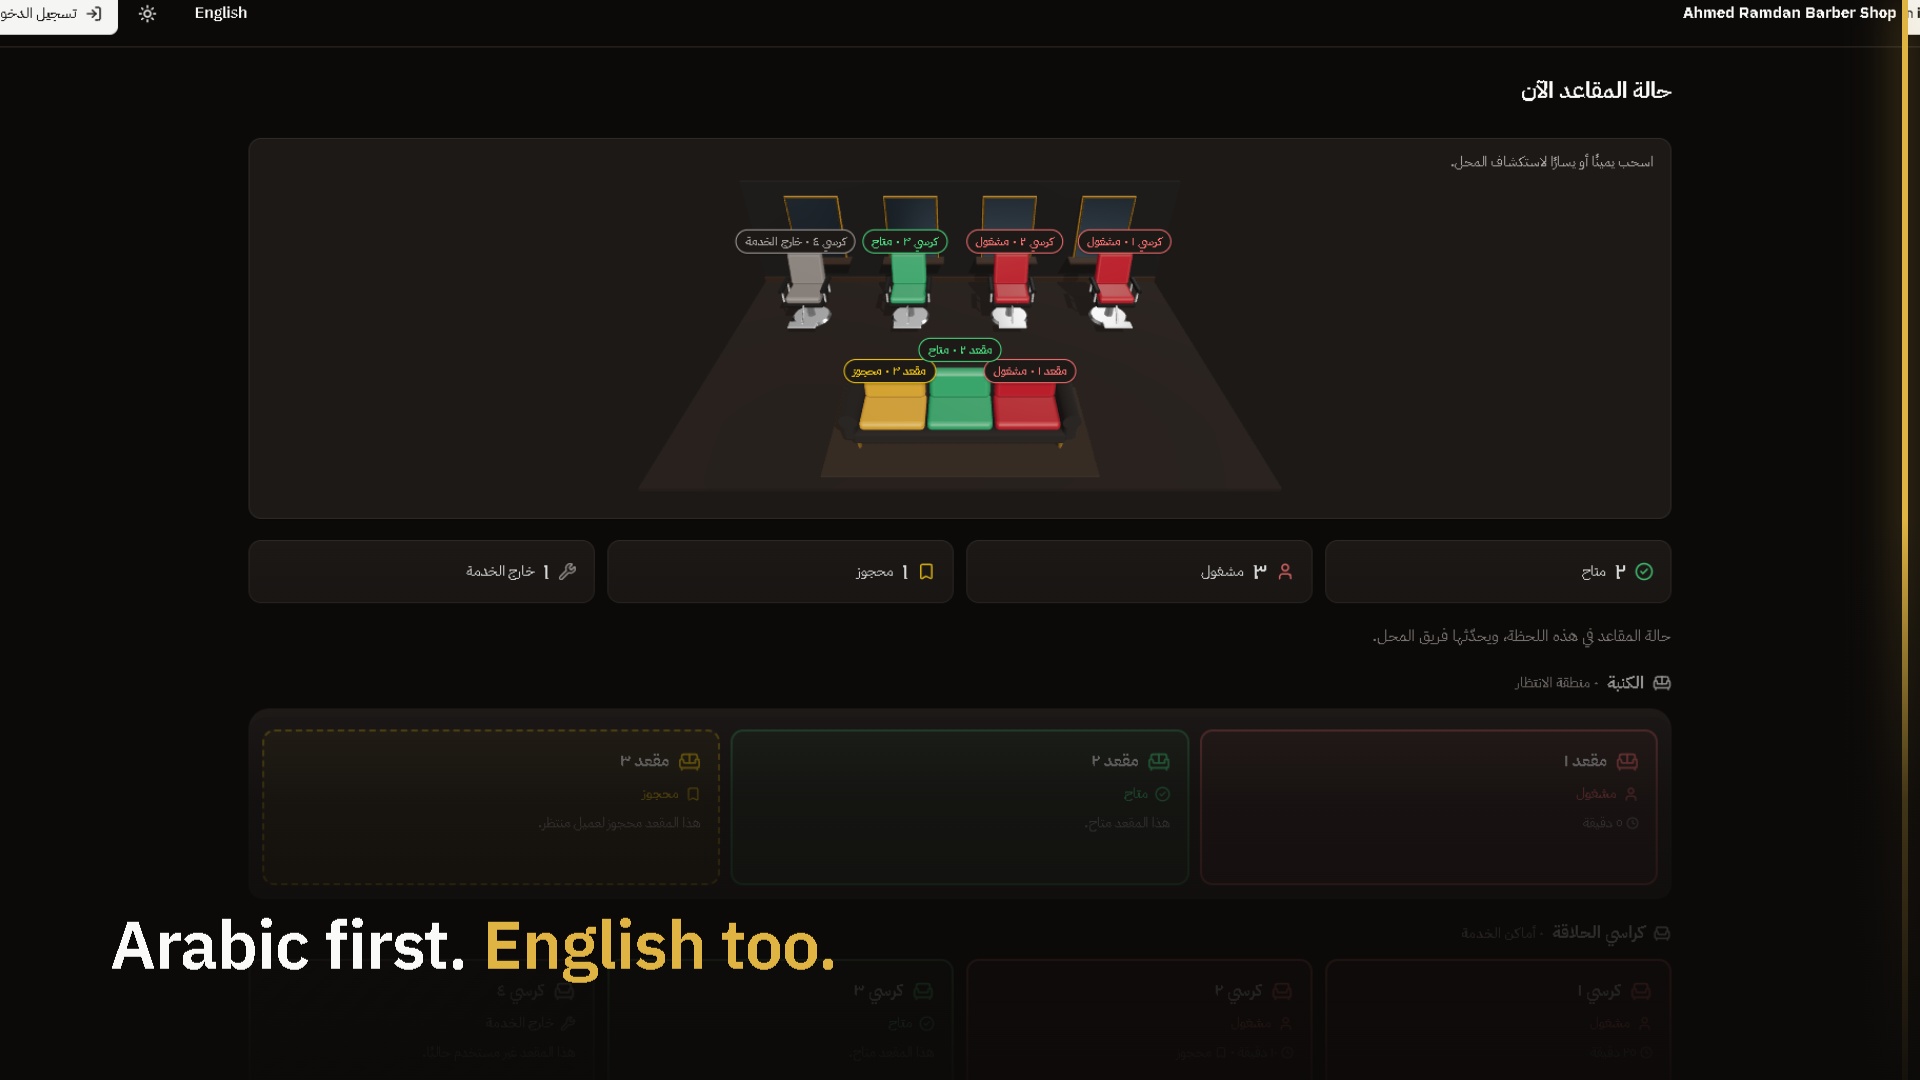 Ahmed Ramdan Barber Shop
English
تسجيل الدخو
حالة المقاعد الآن
اسحب يمينًا أو يسارًا لاستكشاف المحل.
كرسي ١ · مشغول
كرسي ٢ · مشغول
كرسي ٣ · متاح
كرسي ٤ · خارج الخدمة
مقعد ٢ · متاح
مقعد ١ · مشغول
مقعد ٣ · محجوز
٢ متاح
٣ مشغول
١ محجوز
١ خارج الخدمة
حالة المقاعد في هذه اللحظة، ويحدّثها فريق المحل.
الكنبة · منطقة الانتظار
مقعد ١
مشغول
٥ دقيقة
مقعد ٢
متاح
هذا المقعد متاح.
مقعد ٣
محجوز
هذا المقعد محجوز لعميل منتظر.
Arabic first. English too.
كراسي الحلاقة · أماكن الخدمة
كرسي ١
مشغول
كرسي ٢
مشغول
كرسي ٣
متاح
هذا المقعد متاح.
كرسي ٤
خارج الخدمة